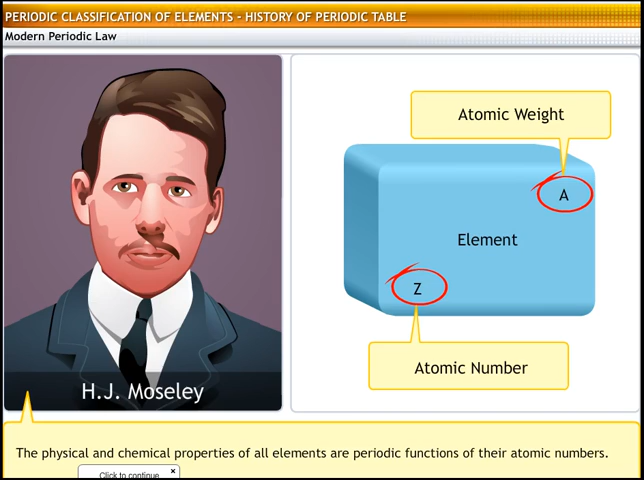 PERIODIC CLASSIFICATION OF ELEMENTS - HISTORY OF PERIODIC TABLE
Modern Periodic Law
Atomic Weight
A
Element
Z
Atomic Number
H.J. Moseley
The physical and chemical properties of all elements are periodic functions of their atomic numbers.
Click to continue ×